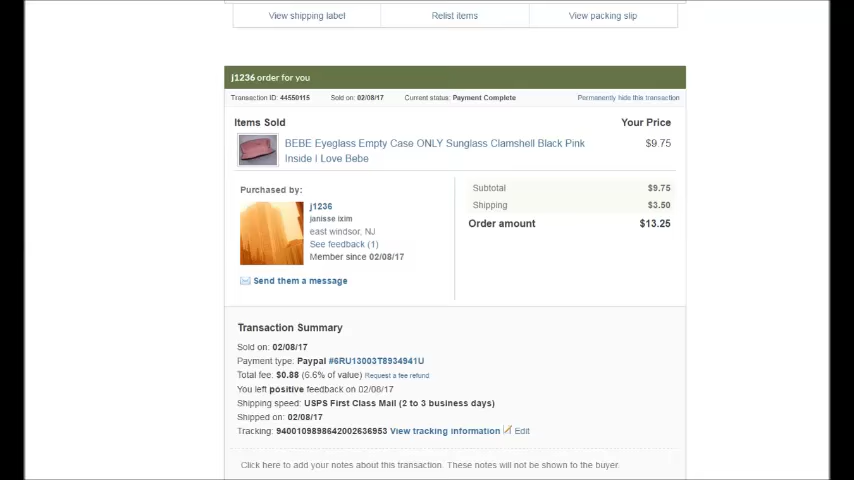 View shipping label Relist items View packing slip
j1236 order for you
Transaction ID: 44550115 Sold on: 02/08/17 Current status: Payment Complete Permanently hide this transaction
Items Sold Your Price
BEBE Eyeglass Empty Case ONLY Sunglass Clamshell Black Pink $9.75
Inside I Love Bebe
Purchased by:
j1236
janisse ixim
east windsor, NJ
See feedback (1)
Member since 02/08/17
Send them a message
Subtotal $9.75
Shipping $3.50
Order amount $13.25
Transaction Summary
Sold on: 02/08/17
Payment type: Paypal #6RU13003T8934941U
Total fee: $0.88 (6.6% of value) Request a fee refund
You left positive feedback on 02/08/17
Shipping speed: USPS First Class Mail (2 to 3 business days)
Shipped on: 02/08/17
Tracking: 9400109898642002636953 View tracking information Edit
Click here to add your notes about this transaction. These notes will not be shown to the buyer.